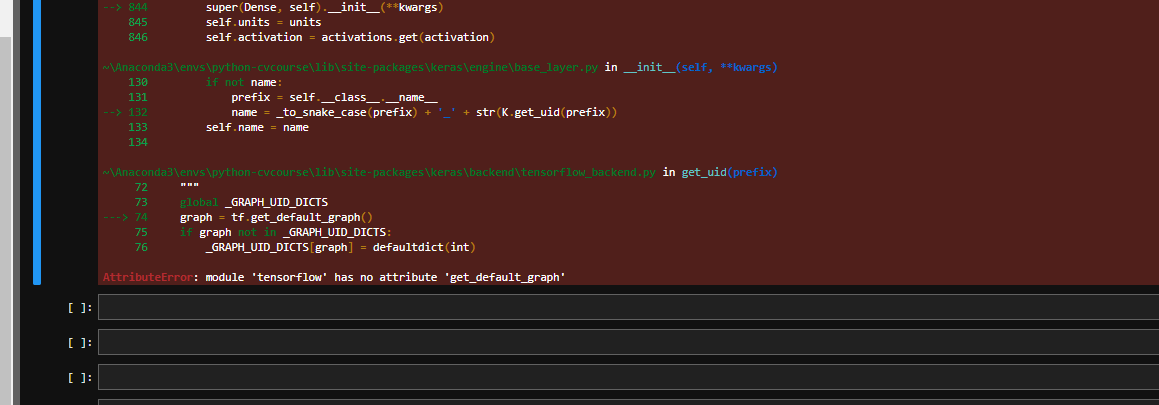 --> 844         super(Dense, self).__init__(**kwargs)
    845         self.units = units
    846         self.activation = activations.get(activation)
~\Anaconda3\envs\python-cvcourse\lib\site-packages\keras\engine\base_layer.py in __init__(self, **kwargs)
    130         if not name:
    131             prefix = self.__class__.__name__
--> 132             name = _to_snake_case(prefix) + '_' + str(K.get_uid(prefix))
    133         self.name = name
    134
~\Anaconda3\envs\python-cvcourse\lib\site-packages\keras\backend\tensorflow_backend.py in get_uid(prefix)
     72     """
     73     global _GRAPH_UID_DICTS
---> 74     graph = tf.get_default_graph()
     75     if graph not in _GRAPH_UID_DICTS:
     76         _GRAPH_UID_DICTS[graph] = defaultdict(int)
AttributeError: module 'tensorflow' has no attribute 'get_default_graph'
[ ]:
[ ]:
[ ]: